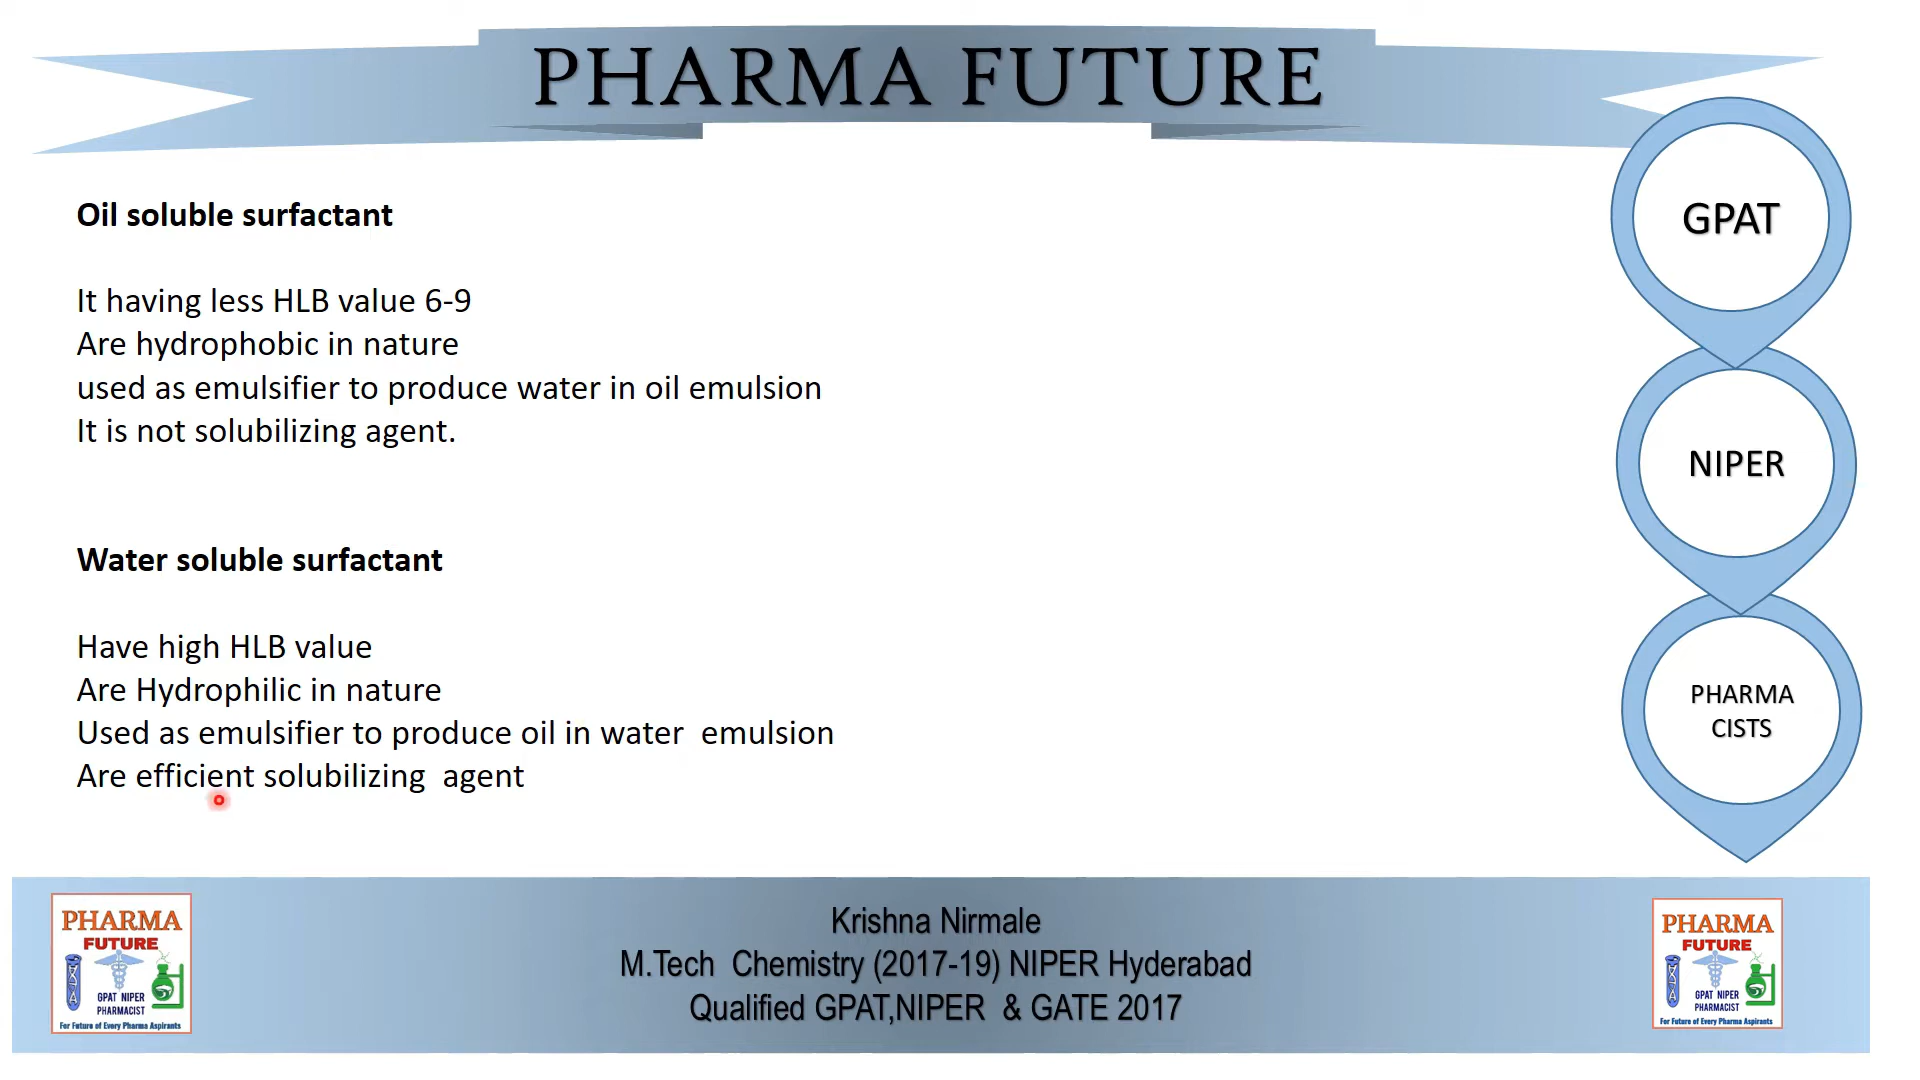 PHARMA FUTURE
Oil soluble surfactant
It having less HLB value 6-9
Are hydrophobic in nature
used as emulsifier to produce water in oil emulsion
It is not solubilizing agent.
Water soluble surfactant
Have high HLB value
Are Hydrophilic in nature
Used as emulsifier to produce oil in water emulsion
Are efficient solubilizing agent
GPAT
NIPER
PHARMA
CISTS
PHARMA
FUTURE
GPAT NIPER
PHARMACIST
For Future of Every Pharma Aspirants
Krishna Nirmale
M.Tech Chemistry (2017-19) NIPER Hyderabad
Qualified GPAT,NIPER & GATE 2017
PHARMA
FUTURE
GPAT NIPER
PHARMACIST
For Future of Every Pharma Aspirants